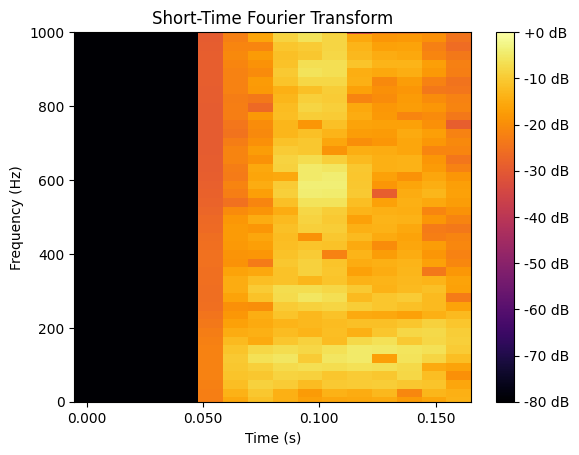 Short-Time Fourier Transform
1000
800
600
400
200
0
Frequency (Hz)
0.000
0.050
0.100
0.150
Time (s)
+0 dB
-10 dB
-20 dB
-30 dB
-40 dB
-50 dB
-60 dB
-70 dB
-80 dB